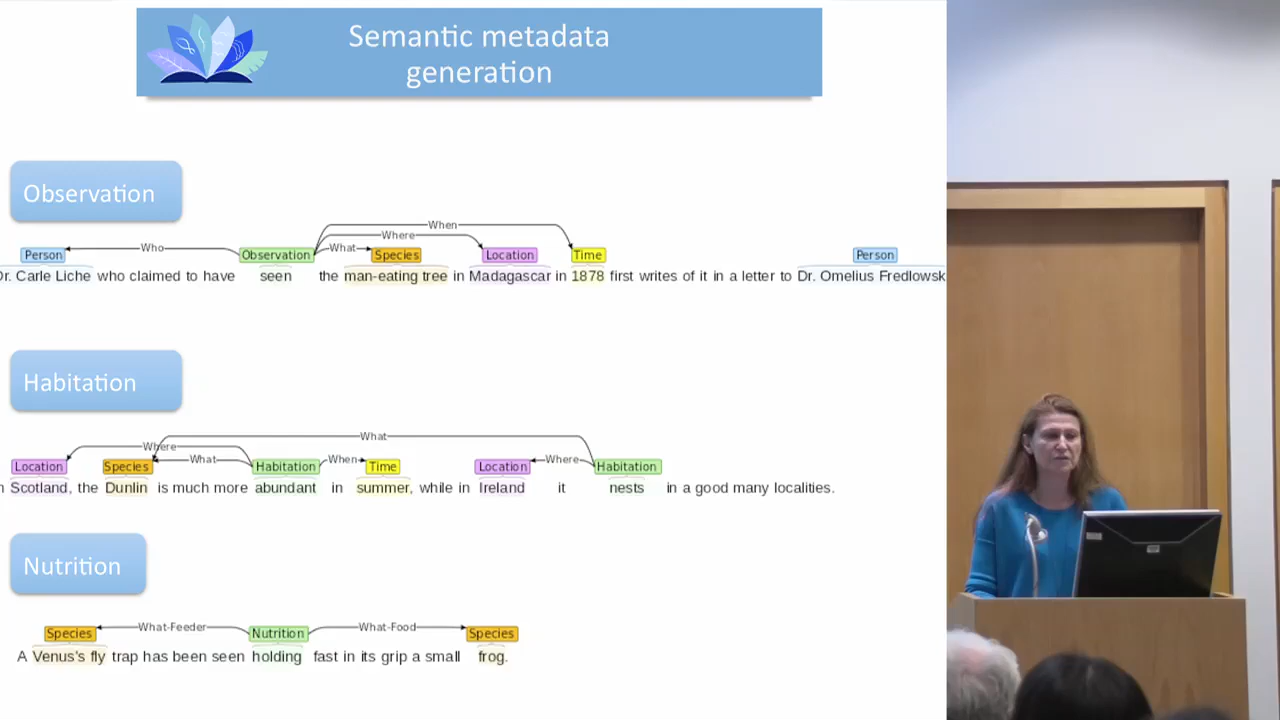 Semantic metadata
generation
Observation
When
Where
Person Who Observation What Species Location Time Person
Dr. Carle Liche who claimed to have seen the man-eating tree in Madagascar in 1878 first writes of it in a letter to Dr. Omelius Fredlowsk
Habitation
What
Where
Location Species What Habitation When Time Location Where Habitation
n Scotland, the Dunlin is much more abundant in summer, while in Ireland it nests in a good many localities.
Nutrition
Species What-Feeder Nutrition What-Food Species
A Venus's fly trap has been seen holding fast in its grip a small frog.